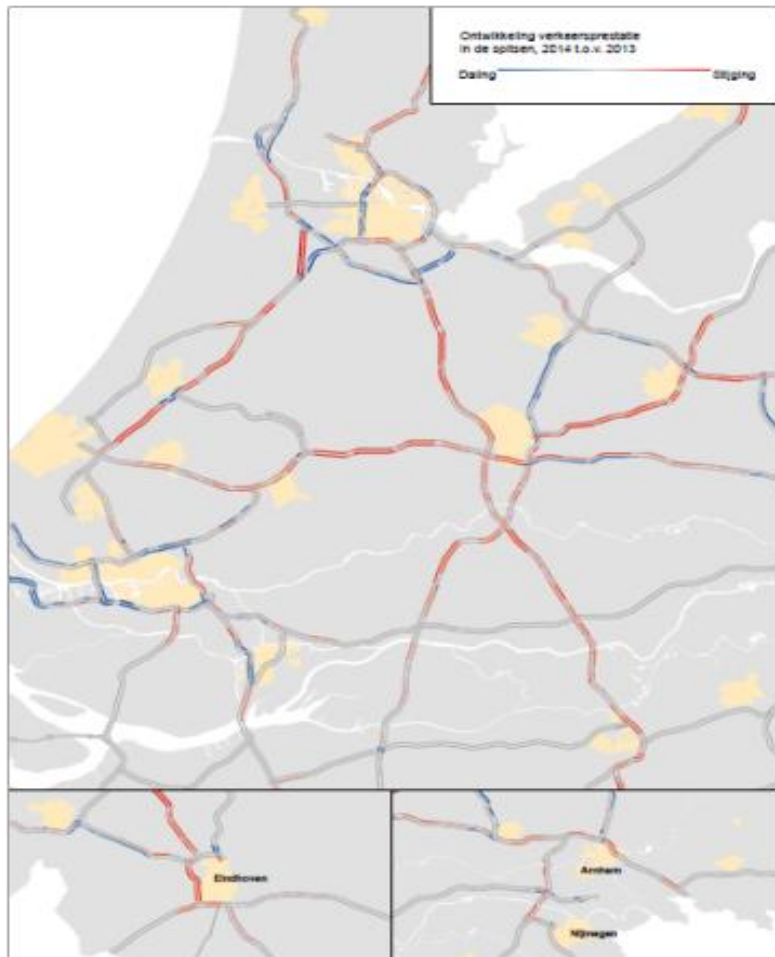 Ontwikkeling verkeersprestatie
in de spitsen, 2014 t.o.v. 2013
Daling Stijging
Eindhoven
Arnhem
Nijmegen